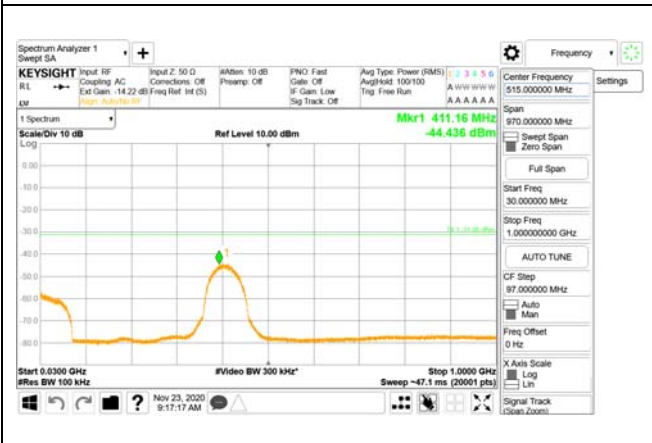 Spectrum Analyzer 1
Swept SA
+
Frequency
KEYSIGHT
RL
Input: RF
Coupling: AC
Ext Gain: -14.22 dB
Align: Auto/No RF
Input Z: 50 Ω
Corrections: Off
Freq Ref: Int (S)
#Atten: 10 dB
Preamp: Off
PNO: Fast
Gate: Off
IF Gain: Low
Sig Track: Off
Avg Type: Power (RMS)
Avg|Hold: 100/100
Trig: Free Run
1 2 3 4 5 6
A W W W W W
A A A A A A
Center Frequency
515.000000 MHz
Settings
Span
970.000000 MHz
Swept Span
Zero Span
Full Span
Start Freq
30.000000 MHz
Stop Freq
1.000000000 GHz
AUTO TUNE
CF Step
97.000000 MHz
Auto
Man
Freq Offset
0 Hz
X Axis Scale
Log
Lin
Signal Track
(Span Zoom)
1 Spectrum
Scale/Div 10 dB
Ref Level 10.00 dBm
Mkr1 411.16 MHz
-44.436 dBm
Log
0.00
-10.0
-20.0
-30.0
-40.0
-50.0
-60.0
-70.0
-80.0
1
Start 0.0300 GHz
#Res BW 100 kHz
#Video BW 300 kHz*
Stop 1.0000 GHz
Sweep ~47.1 ms (20001 pts)
?
Nov 23, 2020
9:17:17 AM